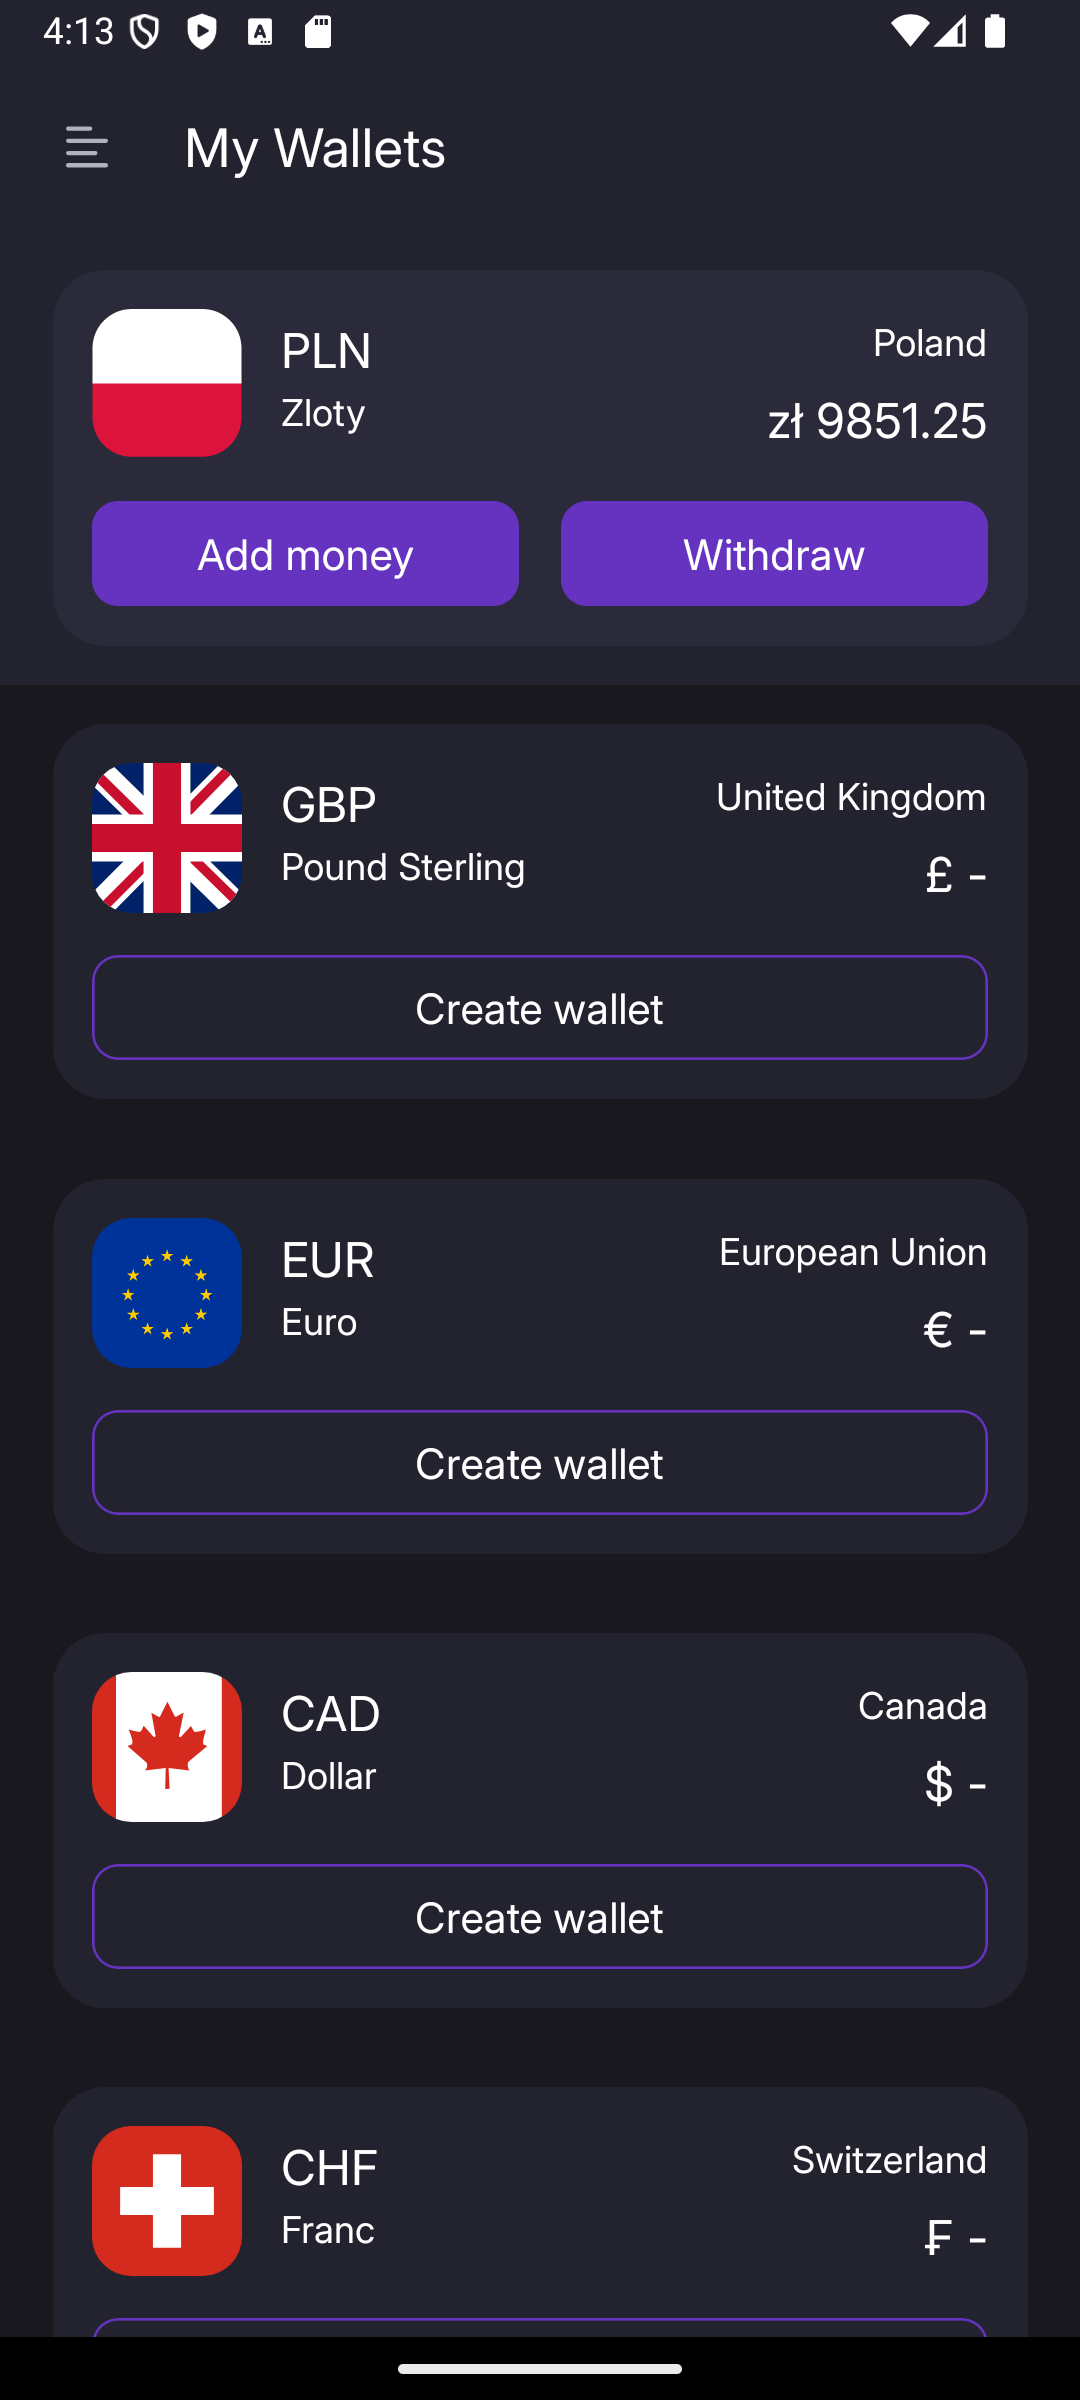 4:13
My Wallets
PLN
Poland
Zloty
zł 9851.25
Add money
Withdraw
GBP
United Kingdom
Pound Sterling
£ -
Create wallet
EUR
European Union
Euro
€ -
Create wallet
CAD
Canada
Dollar
$ -
Create wallet
CHF
Switzerland
Franc
₣ -